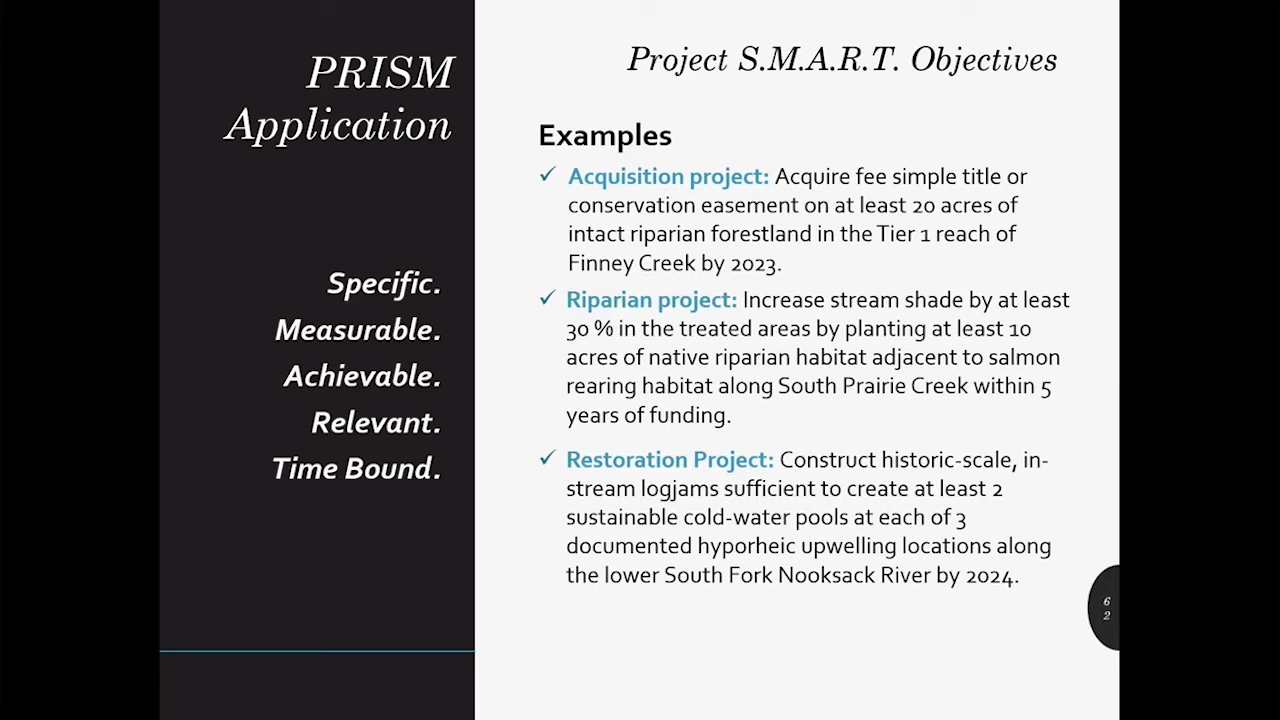 PRISM
Application
Specific.
Measurable.
Achievable.
Relevant.
Time Bound.
Project S.M.A.R.T. Objectives
Examples
✓ Acquisition project: Acquire fee simple title or
conservation easement on at least 20 acres of
intact riparian forestland in the Tier 1 reach of
Finney Creek by 2023.
✓ Riparian project: Increase stream shade by at least
30 % in the treated areas by planting at least 10
acres of native riparian habitat adjacent to salmon
rearing habitat along South Prairie Creek within 5
years of funding.
✓ Restoration Project: Construct historic-scale, in-
stream logjams sufficient to create at least 2
sustainable cold-water pools at each of 3
documented hyporheic upwelling locations along
the lower South Fork Nooksack River by 2024.
6
2